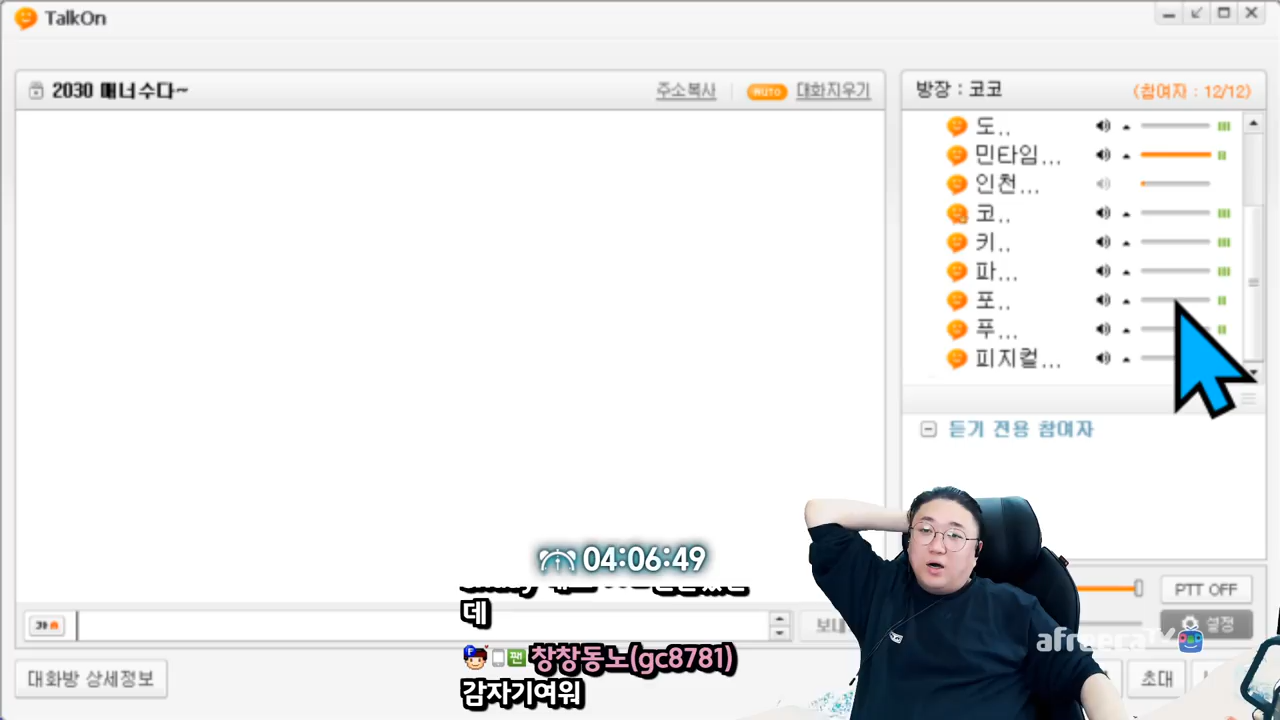 TalkOn
2030 매너수다~
주소복사
AUTO
대화지우기
방장 : 코코
(참여자 : 12/12)
도..
민타임...
인천...
코..
키..
파...
포..
푸...
피지컬...
듣기 전용 참여자
04:06:49
데
PTT OFF
설정
afreecaTV
팬 창창동노(gc8781)
감자기여워
대화방 상세정보
초대